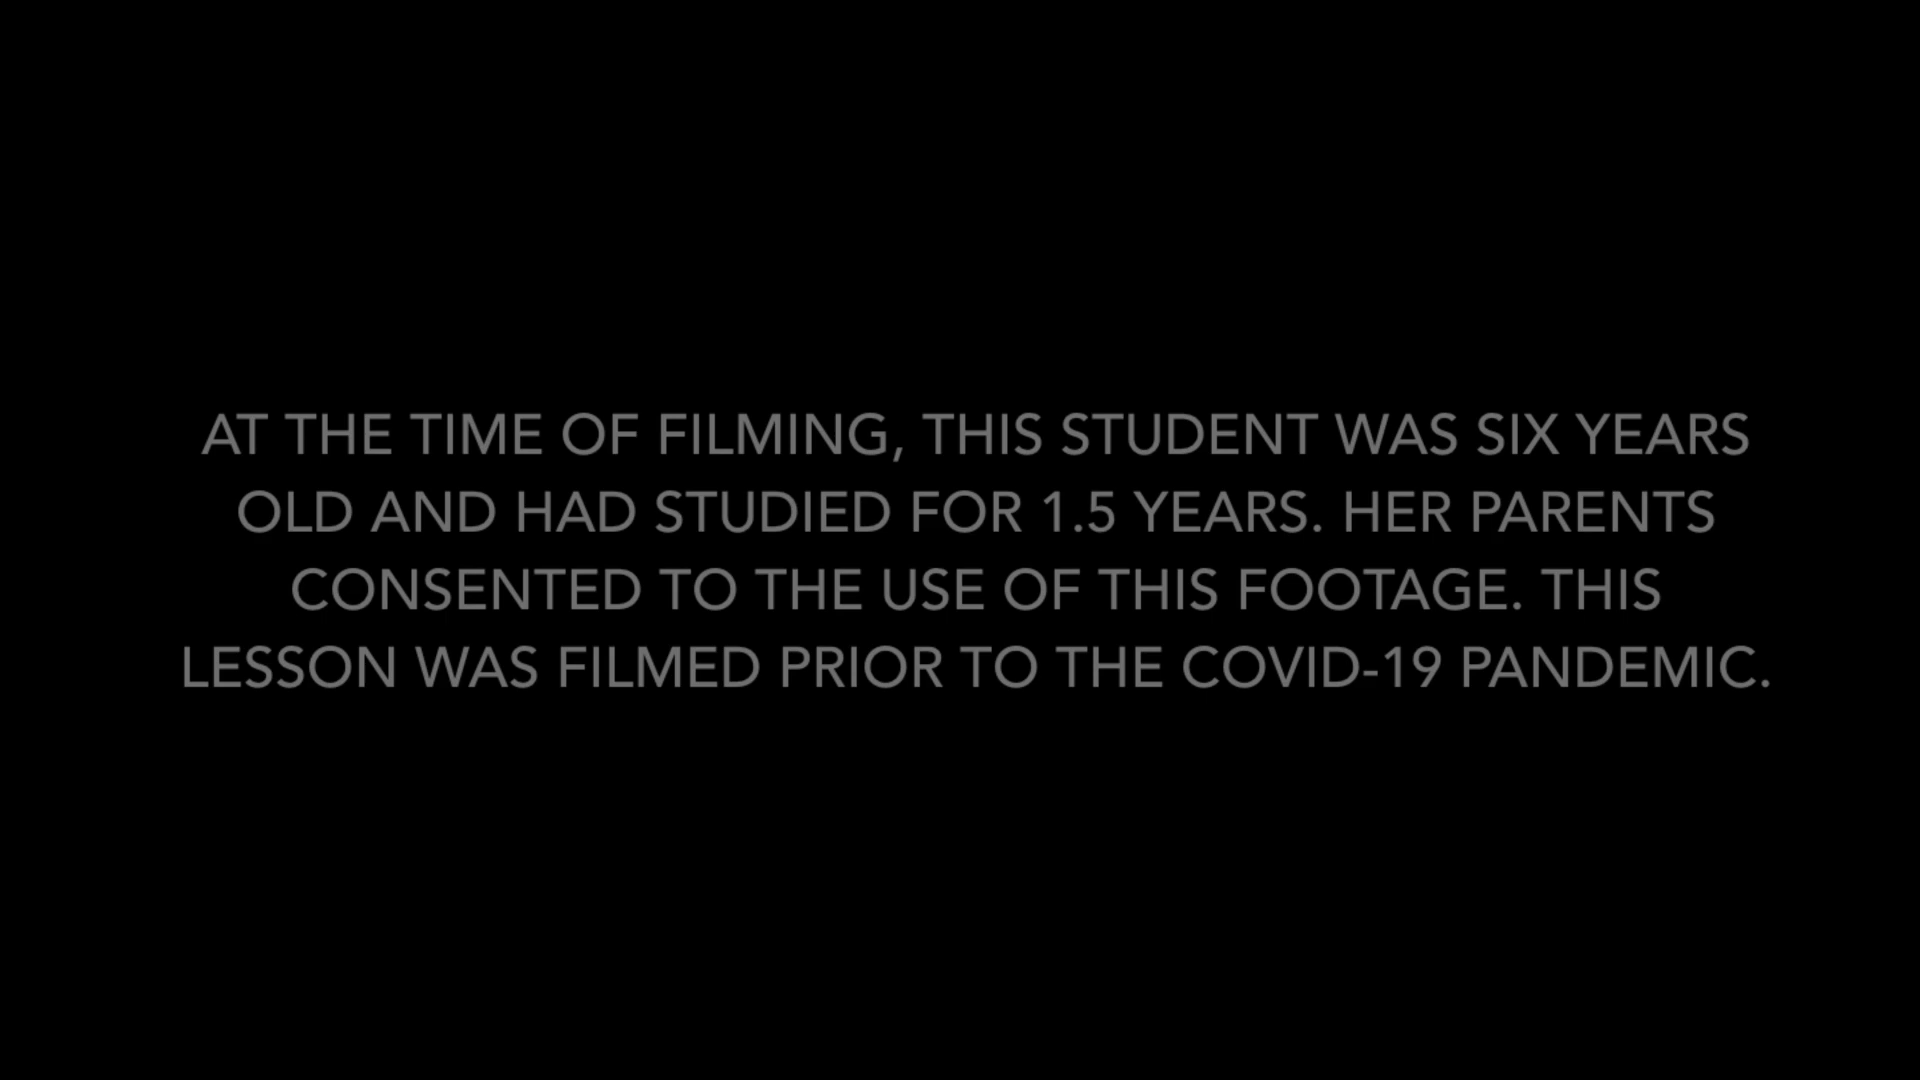 AT THE TIME OF FILMING, THIS STUDENT WAS SIX YEARS
OLD AND HAD STUDIED FOR 1.5 YEARS. HER PARENTS
CONSENTED TO THE USE OF THIS FOOTAGE. THIS
LESSON WAS FILMED PRIOR TO THE COVID-19 PANDEMIC.